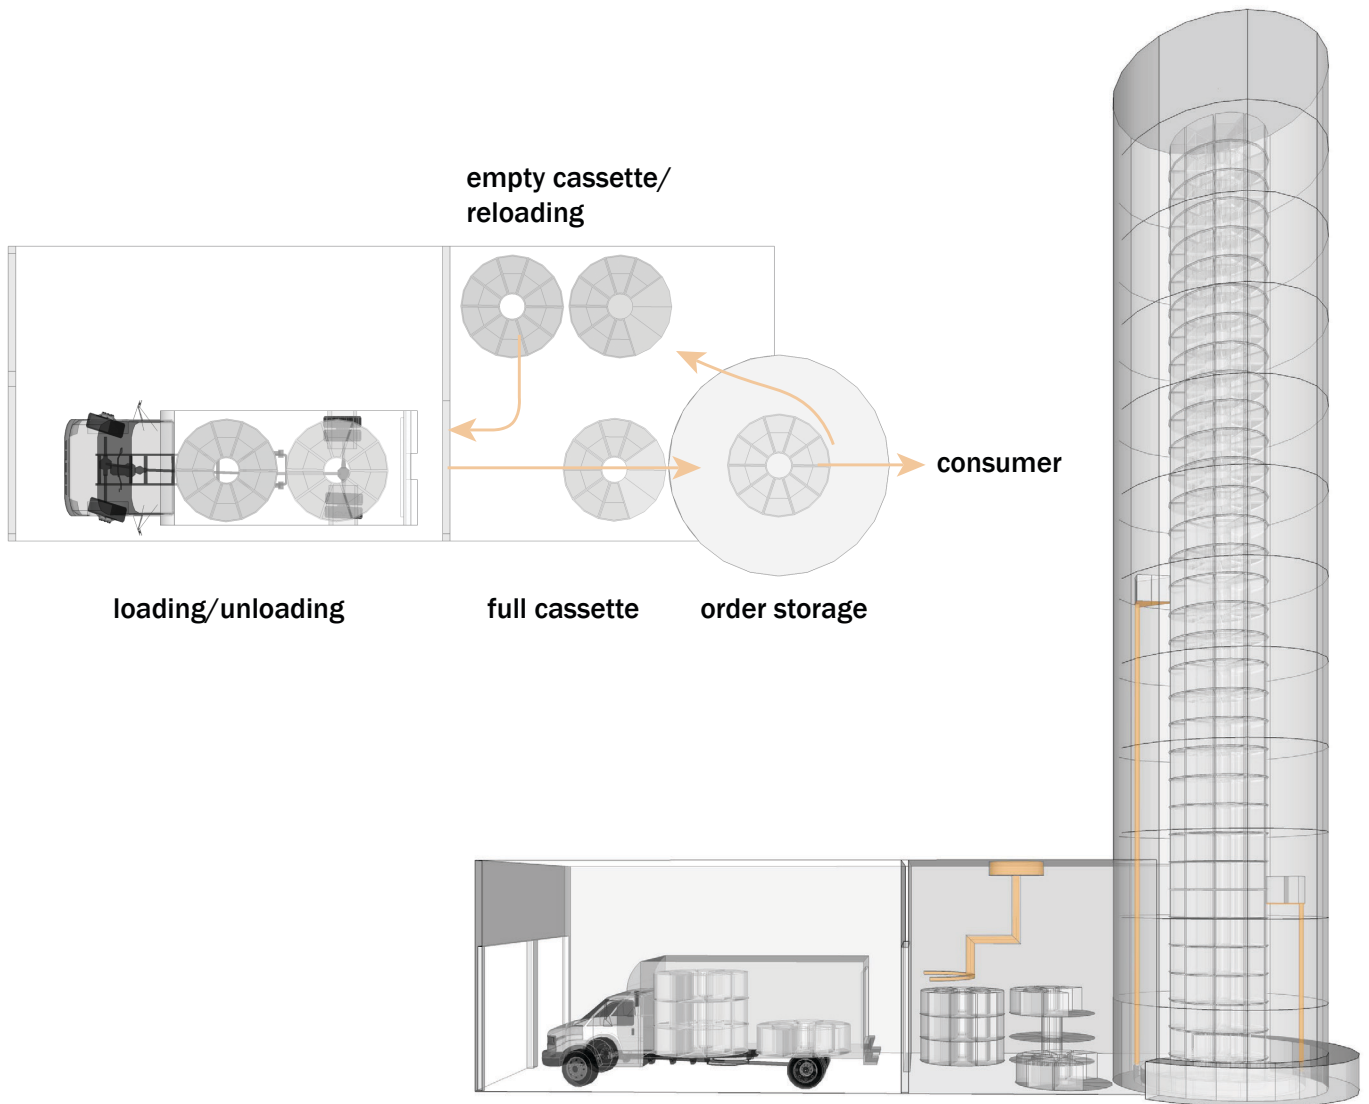 empty cassette/
reloading
consumer
loading/unloading
full cassette
order storage